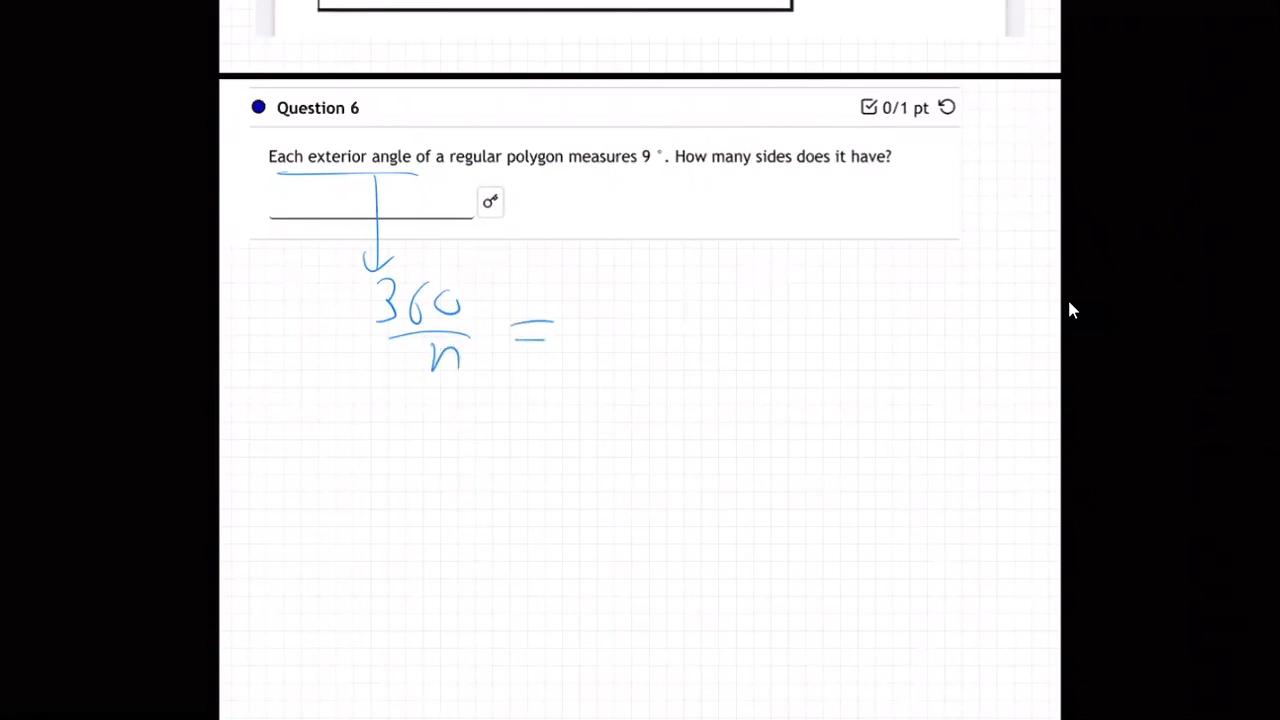 Question 6
0/1 pt
Each exterior angle of a regular polygon measures 9 °. How many sides does it have?
360
n
=